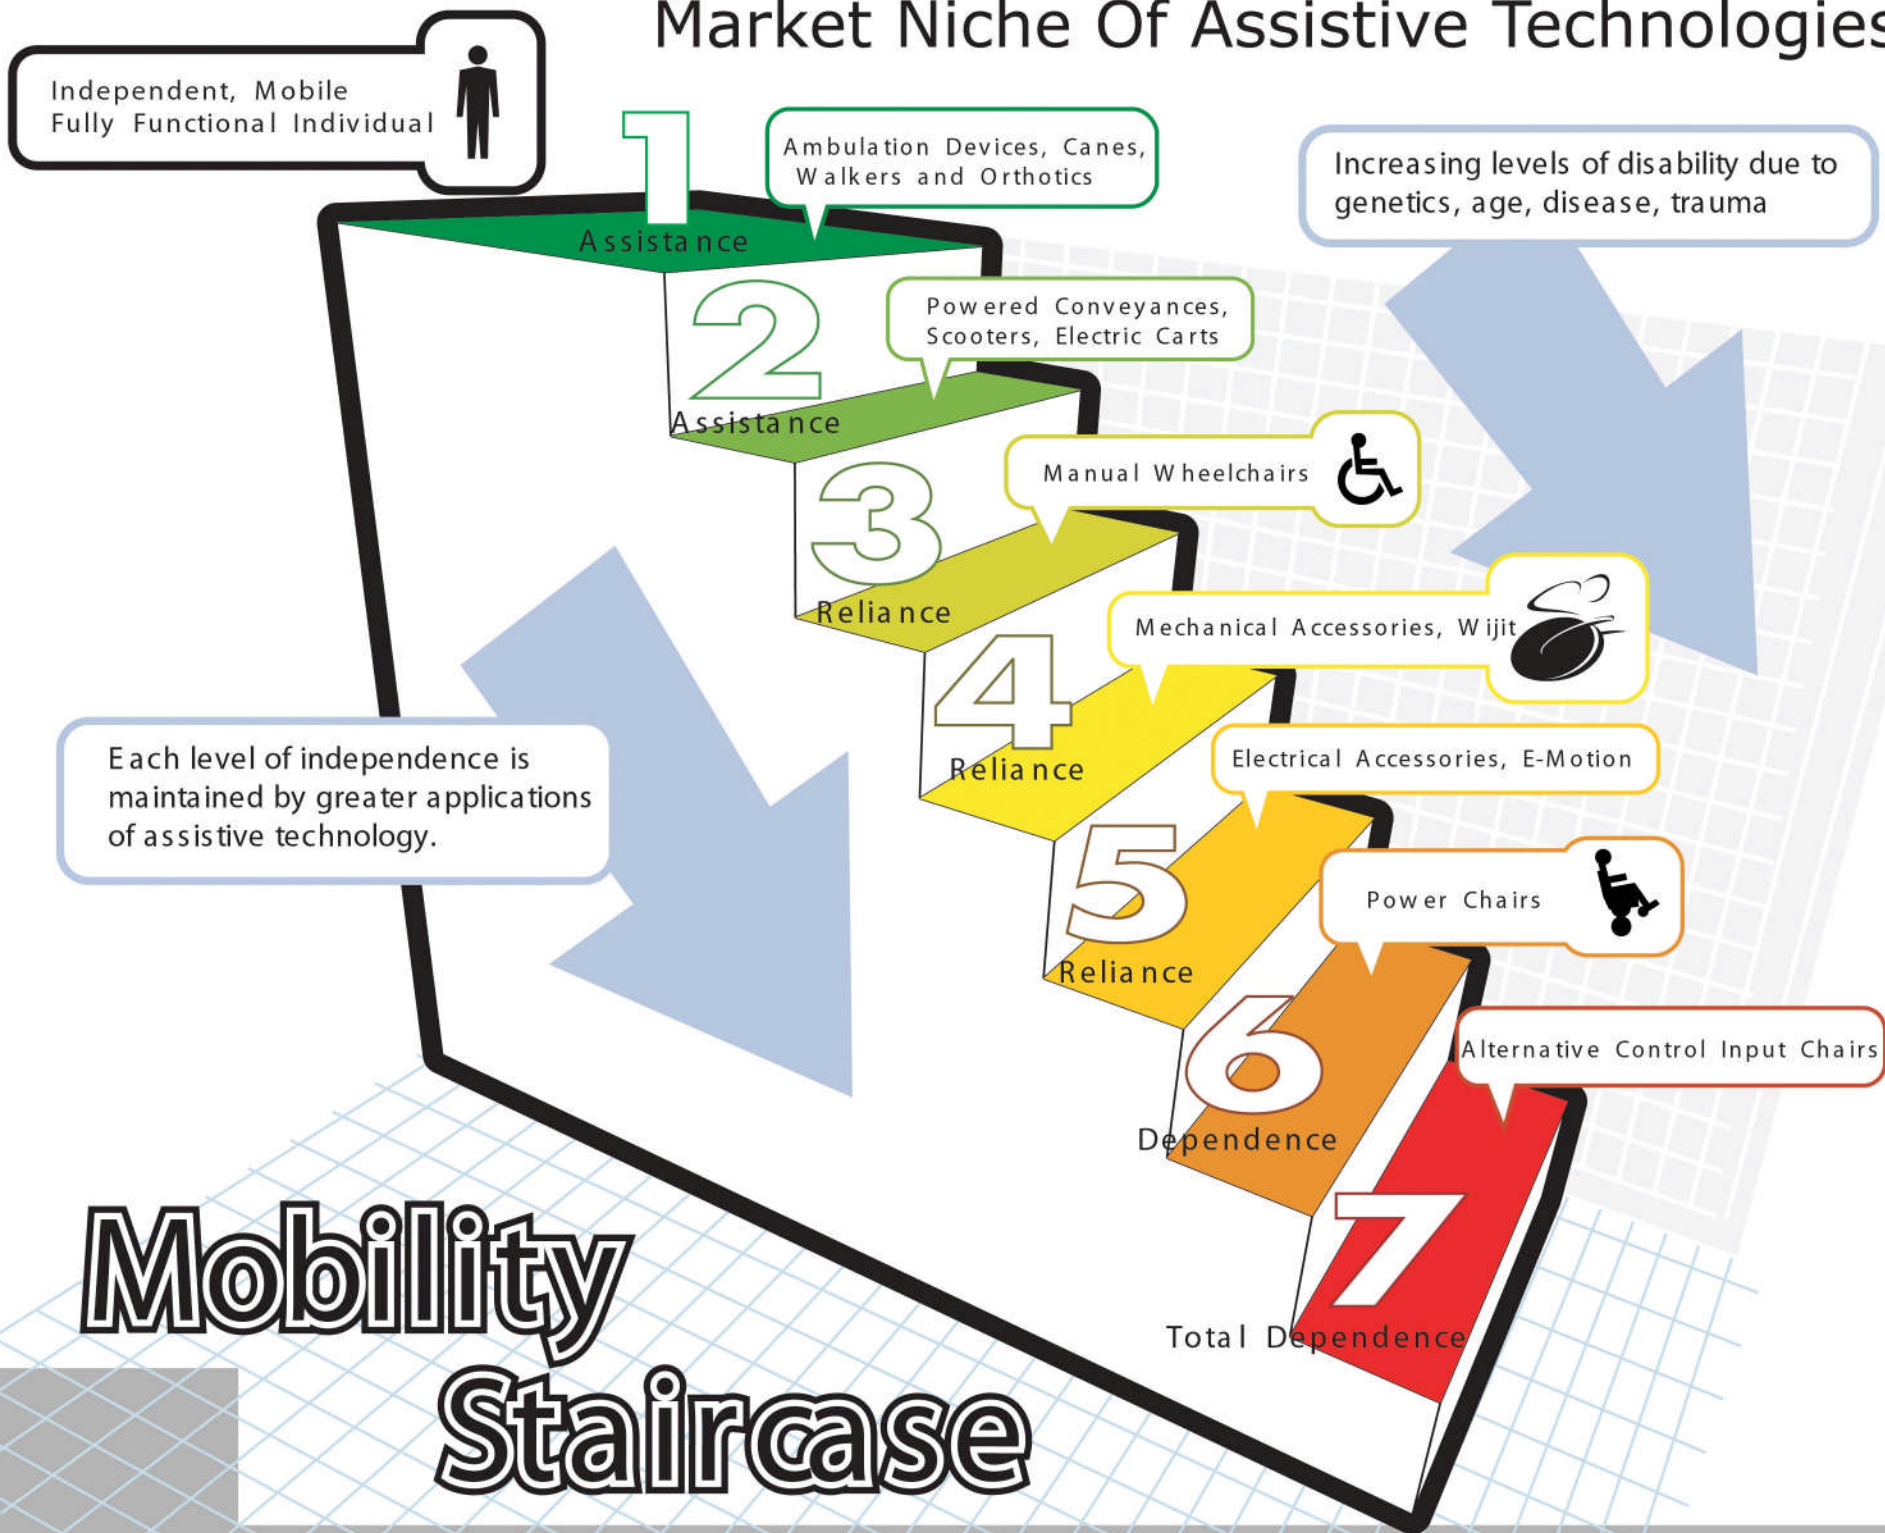 Market Niche Of Assistive Technologies
Independent, Mobile
Fully Functional Individual
1
Assistance
Ambulation Devices, Canes,
Walkers and Orthotics
Increasing levels of disability due to
genetics, age, disease, trauma
2
Assistance
Powered Conveyances,
Scooters, Electric Carts
3
Reliance
Manual Wheelchairs
4
Reliance
Mechanical Accessories, Wijit
Each level of independence is
maintained by greater applications
of assistive technology.
5
Reliance
Electrical Accessories, E-Motion
6
Dependence
Power Chairs
7
Total Dependence
Alternative Control Input Chairs
Mobility
Staircase